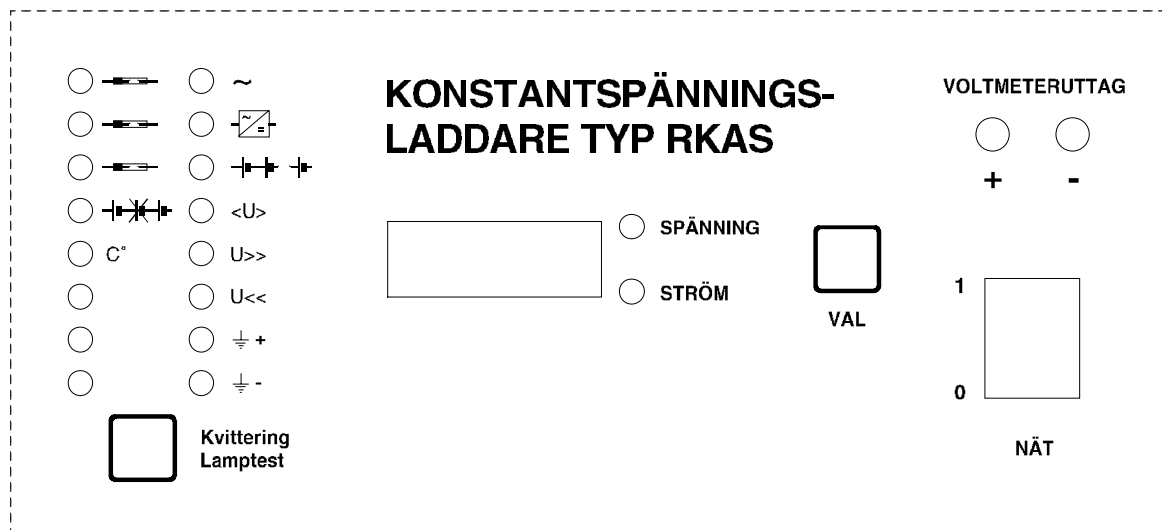 ~
~
=
<U>
C°
U>>
U<<
+
-
Kvittering
Lamptest
KONSTANTSPÄNNINGS-
LADDARE TYP RKAS
SPÄNNING
STRÖM
VAL
VOLTMETERUTTAG
+ -
1
0
NÄT